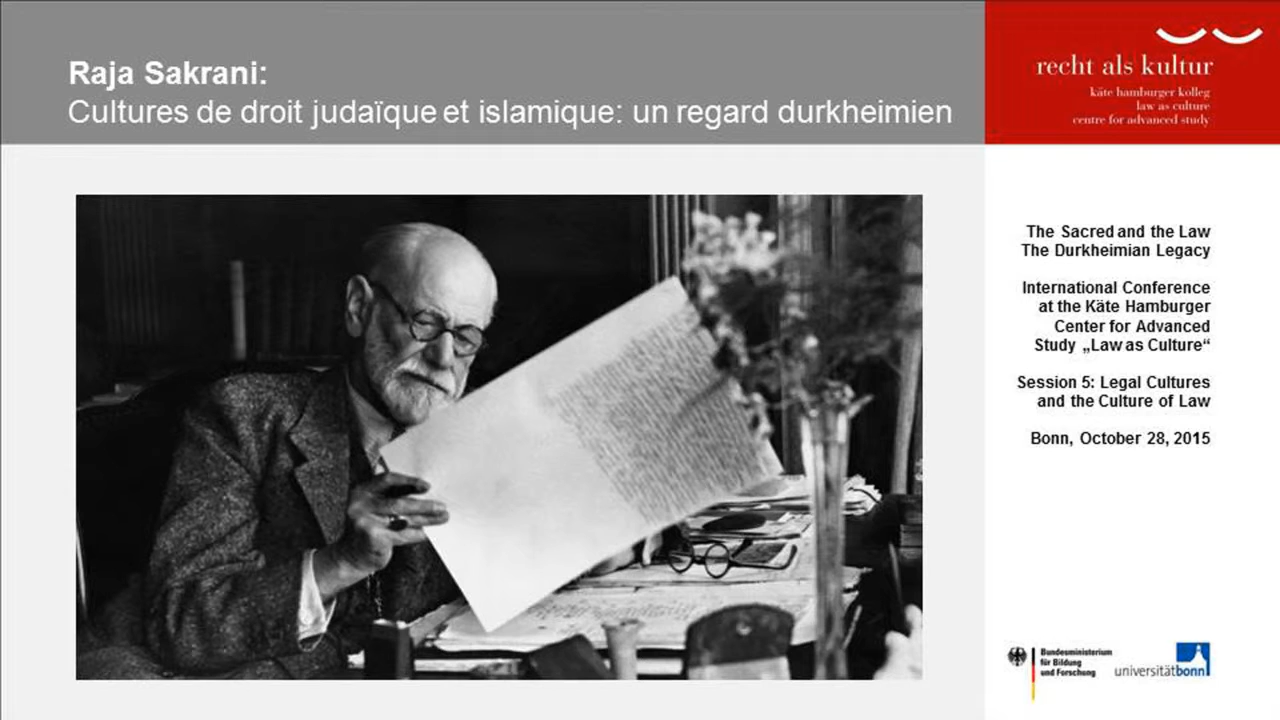 Raja Sakrani:
Cultures de droit judaïque et islamique: un regard durkheimien
recht als kultur
käte hamburger kolleg
law as culture
centre for advanced study
The Sacred and the Law
The Durkheimian Legacy
International Conference
at the Käte Hamburger
Center for Advanced
Study „Law as Culture“
Session 5: Legal Cultures
and the Culture of Law
Bonn, October 28, 2015
Bundesministerium
für Bildung
und Forschung
universitätbonn